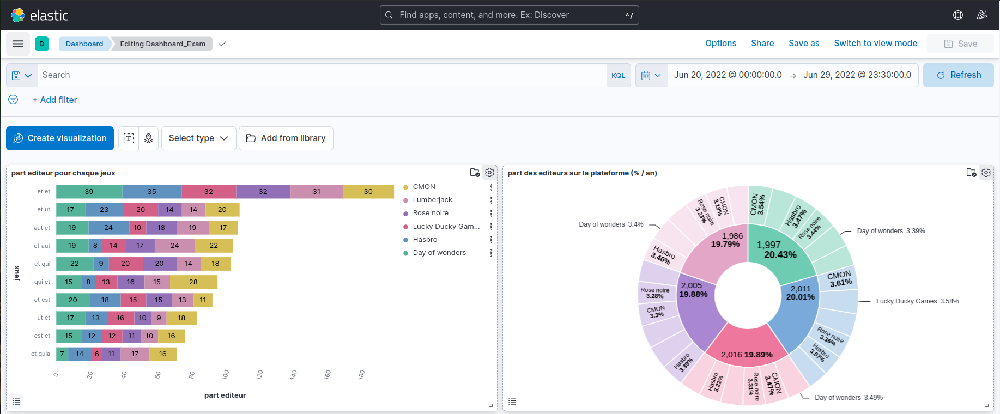 elastic
Find apps, content, and more. Ex: Discover
^/
D
Dashboard
Editing Dashboard_Exam
Options
Share
Save as
Switch to view mode
Save
Search
KQL
Jun 20, 2022 @ 00:00:00.0
→
Jun 29, 2022 @ 23:30:00.0
Refresh
+ Add filter
Create visualization
T
Select type
Add from library
part editeur pour chaque jeux
jeux
et et 39 35 32 32 31 30
et ut 17 23 20 14 14 20
aut et 19 24 10 18 19 17
et aut 19 8 14 17 24 22
et qui 22 9 20 20 14 18
qui et 15 8 13 16 15 28
et est 20 18 15 15 13 11
ut et 17 13 16 10 9 18
est et 15 12 12 11 10 16
et quia 7 14 6 11 17 16
0 20 40 60 80 100 120 140 160 180
part editeur
CMON
Lumberjack
Rose noire
Lucky Ducky Gam...
Hasbro
Day of wonders
part des editeurs sur la plateforme (% / an)
1,997
20.43%
2,011
20.01%
2,016 19.89%
2,005
19.88%
1,986
19.79%
CMON
3.54%
Hasbro
3.47%
Rose noire
3.44%
Day of wonders 3.39%
CMON
3.61%
Lucky Ducky Games 3.58%
Rose noire
3.36%
Hasbro
3.07%
Day of wonders 3.49%
CMON
3.47%
Rose noire
3.31%
Hasbro
3.22%
Hasbro
3.39%
CMON
3.3%
Rose noire
3.28%
Hasbro
3.46%
Day of wonders 3.4%
Rose noire
3.23%
CMON
3.19%